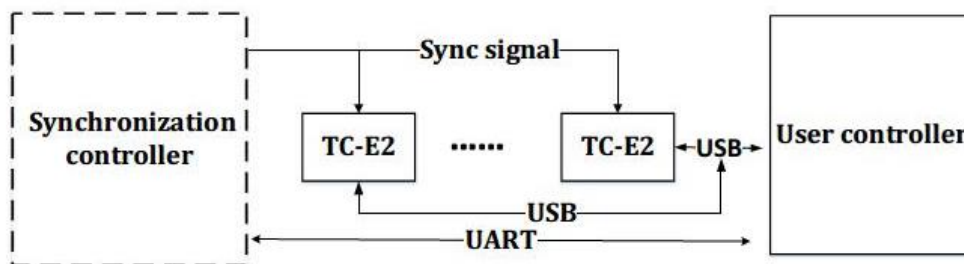 Sync signal
Synchronization
controller
TC-E2
......
TC-E2
USB
User controller
USB
UART